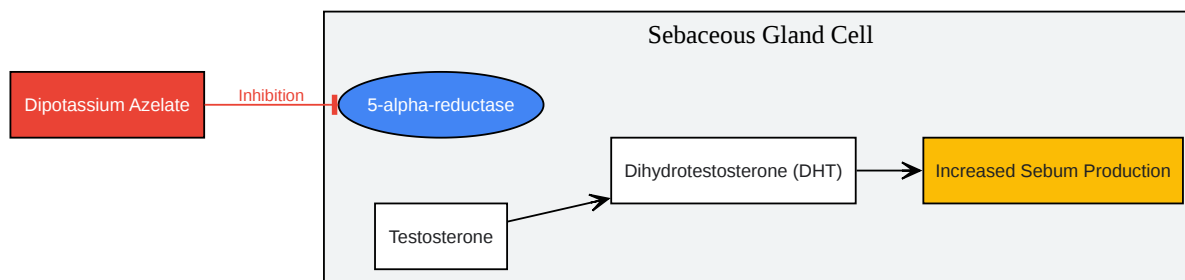 Sebaceous Gland Cell
Dipotassium Azelate
Inhibition
5-alpha-reductase
Dihydrotestosterone (DHT)
Increased Sebum Production
Testosterone